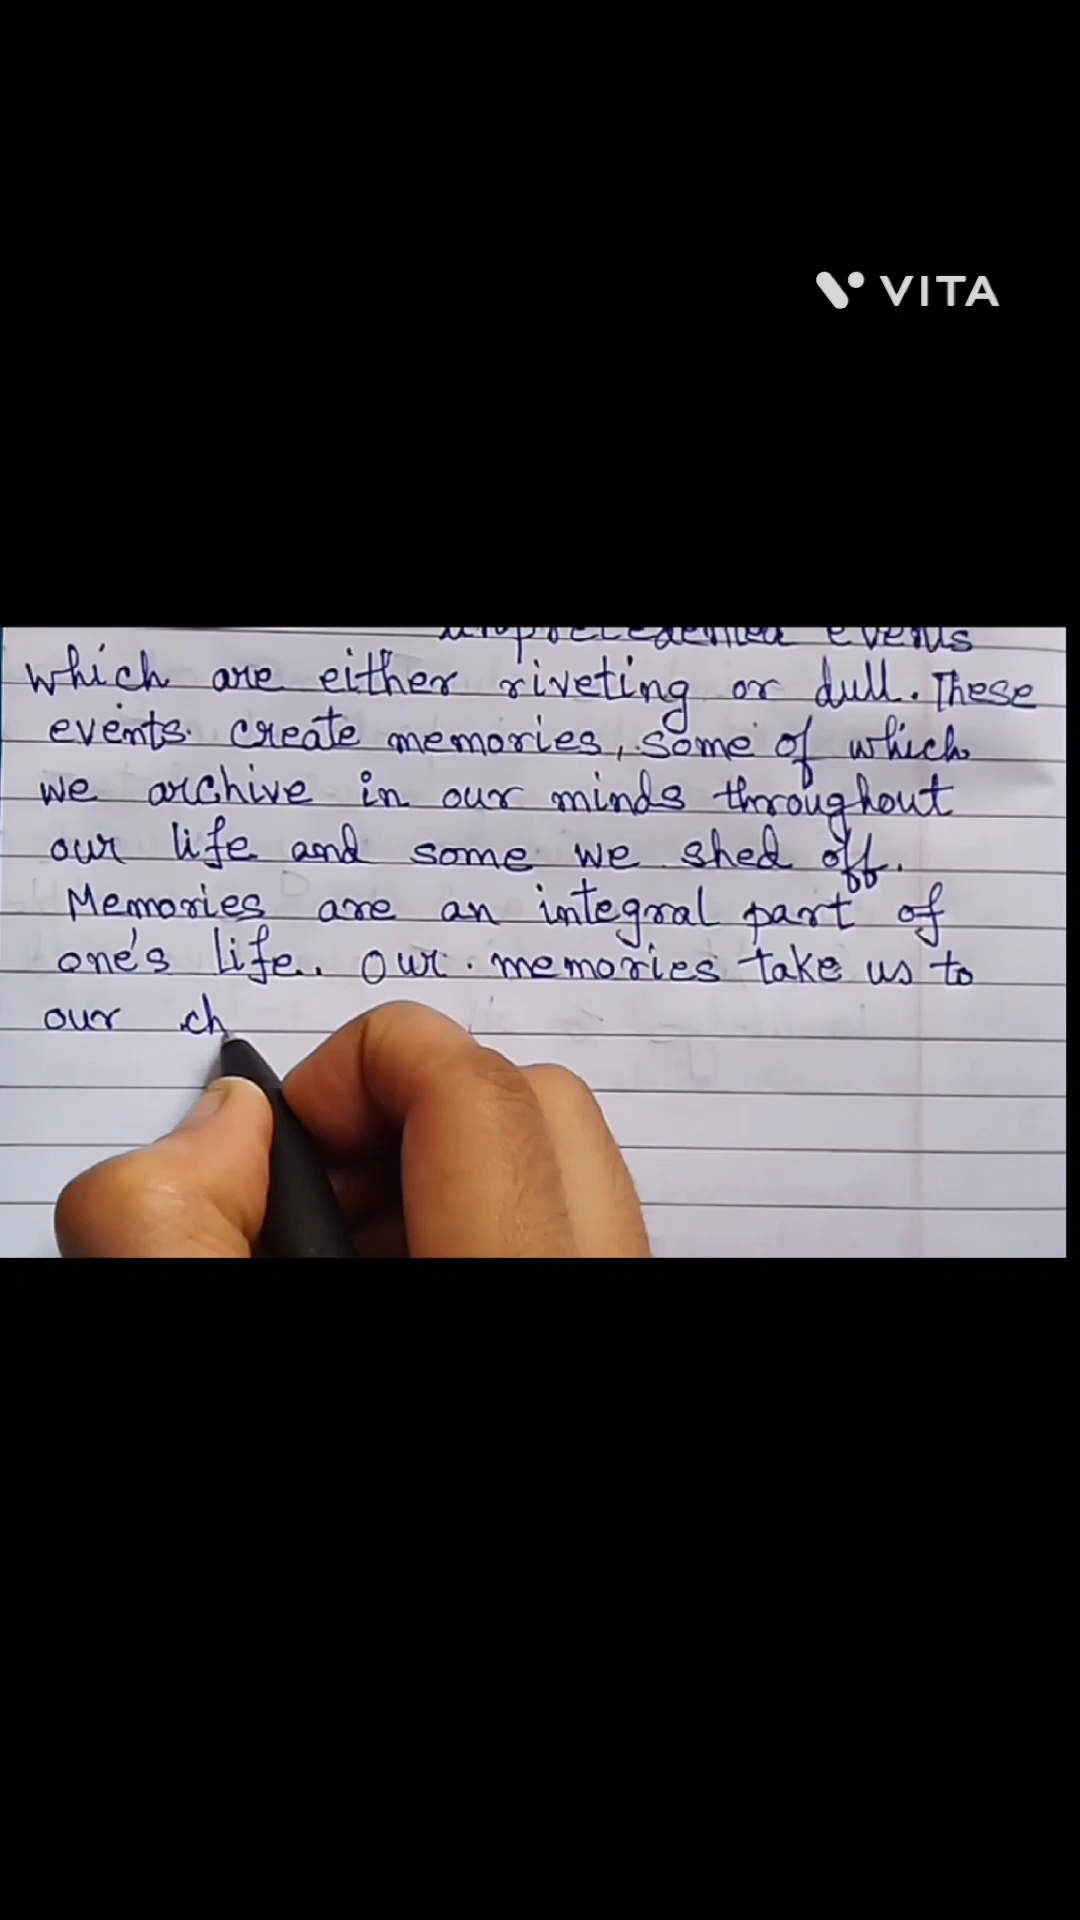 VITA
unprecedented events
which are either riveting or dull. These
events create memories, some of which
we archive in our minds throughout
our life and some we shed off.
Memories are an integral part of
one's life. Our memories take us to
our ch